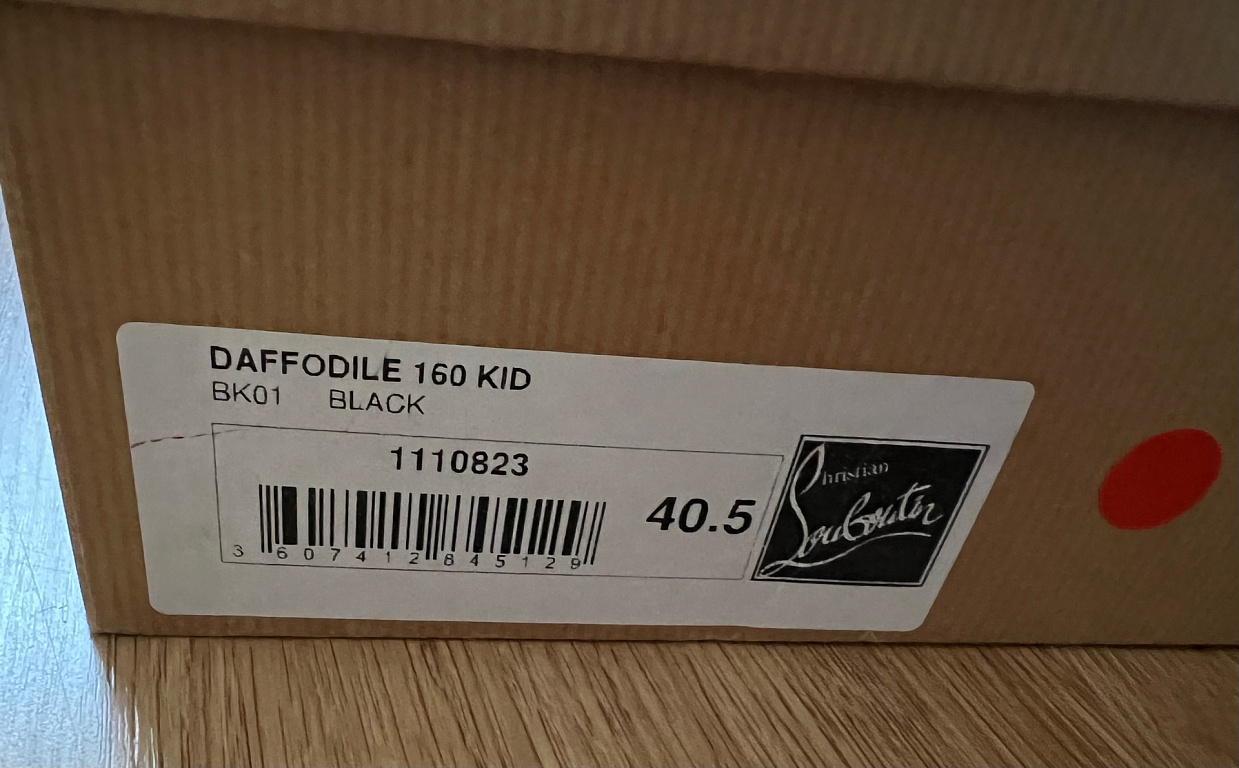 DAFFODILE 160 KID
BK01 BLACK
1110823
40.5
3 607412 845129
Christian
Louboutin